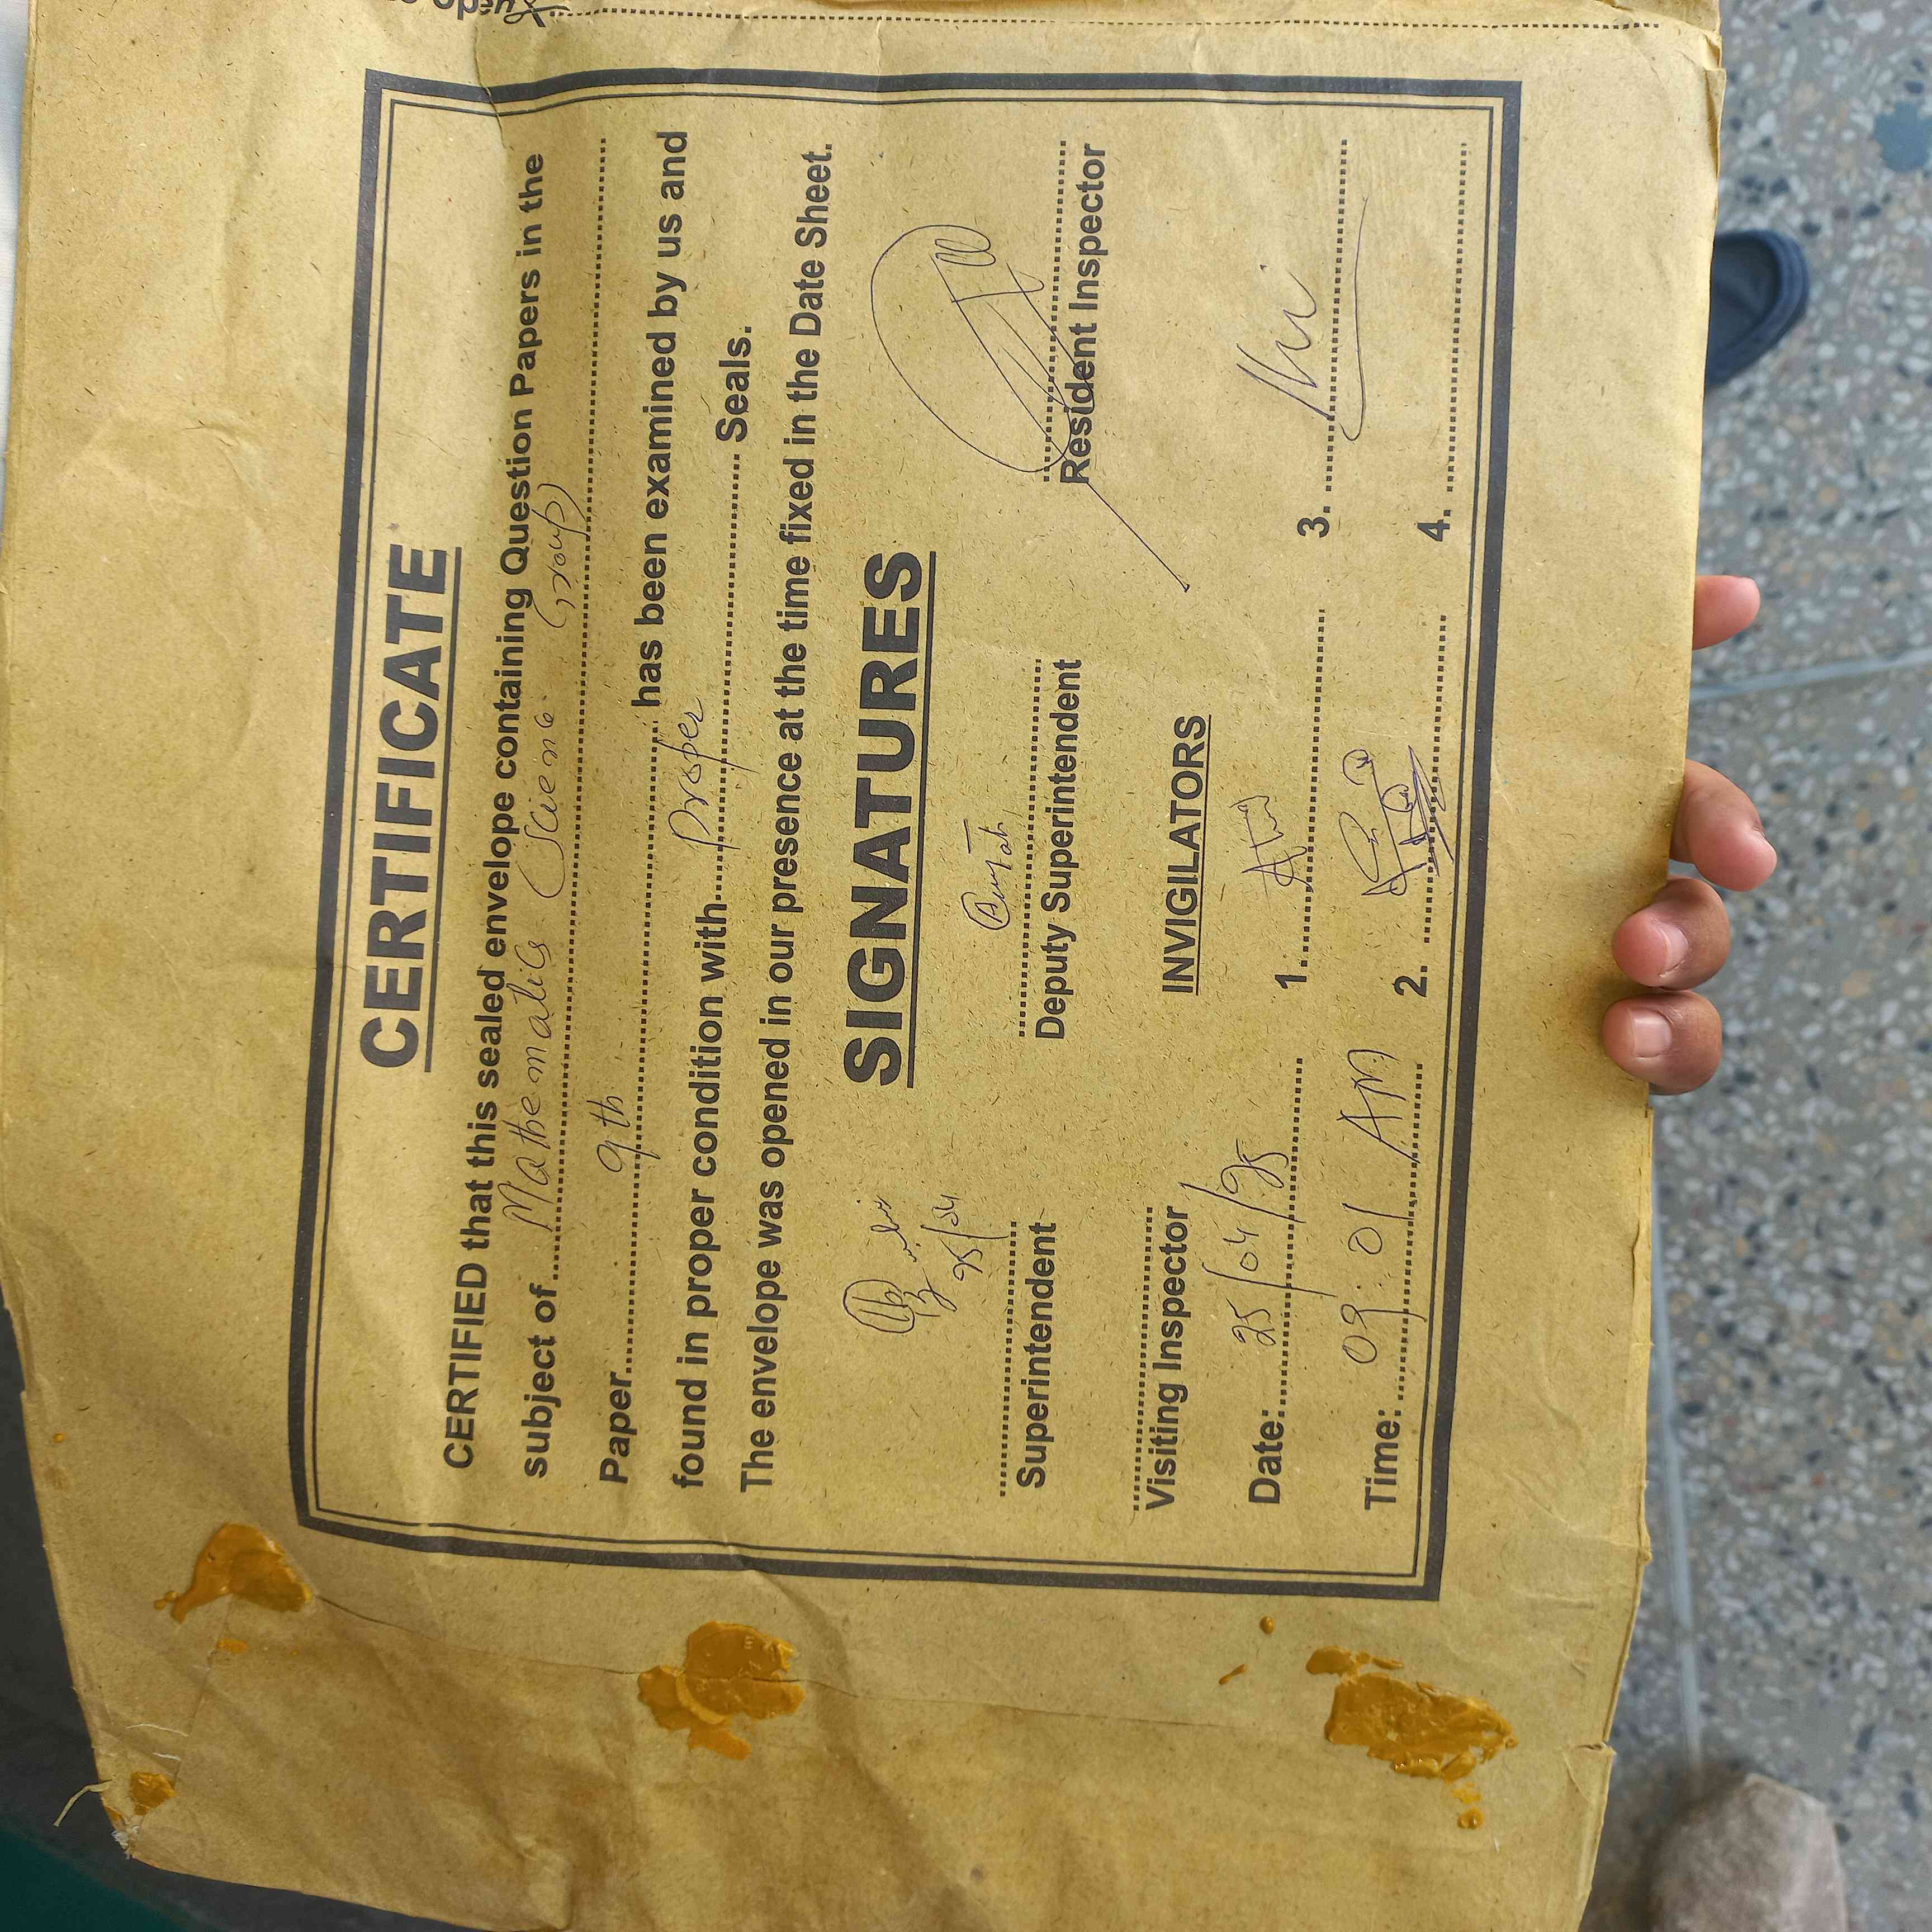 CERTIFICATE
CERTIFIED that this sealed envelope containing Question Papers in the
subject of Mathematics (Science Group)
Paper 9th has been examined by us and
found in proper condition with Proper Seals.
The envelope was opened in our presence at the time fixed in the Date Sheet.
SIGNATURES
25/04
Superintendent
Deputy Superintendent
Resident Inspector
Visiting Inspector
INVIGILATORS
Date: 25/04/25
1.
3.
Time: 09:01 AM
2.
4.